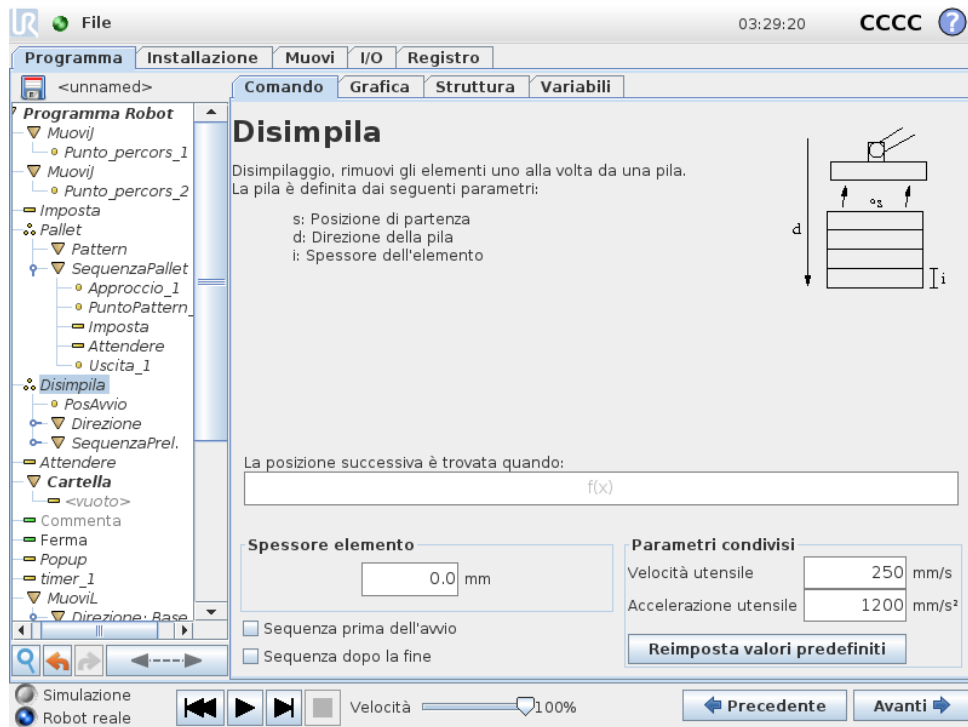 UR File 03:29:20 CCCC ?
Programma Installazione Muovi I/O Registro
<unnamed> Comando Grafica Struttura Variabili
Programma Robot
MuoviJ
Punto_percors_1
MuoviJ
Punto_percors_2
Imposta
Pallet
Pattern
SequenzaPallet
Approccio_1
PuntoPattern_
Imposta
Attendere
Uscita_1
Disimpila
PosAvvio
Direzione
SequenzaPrel.
Attendere
Cartella
<vuoto>
Commenta
Ferma
Popup
timer_1
MuoviL
Direzione: Base
Disimpila
Disimpilaggio, rimuovi gli elementi uno alla volta da una pila.
La pila è definita dai seguenti parametri:
s: Posizione di partenza
d: Direzione della pila
i: Spessore dell'elemento
d
s
i
La posizione successiva è trovata quando:
f(x)
Spessore elemento
0.0 mm
Sequenza prima dell'avvio
Sequenza dopo la fine
Parametri condivisi
Velocità utensile 250 mm/s
Accelerazione utensile 1200 mm/s²
Reimposta valori predefiniti
Simulazione
Robot reale
Velocità 100%
Precedente Avanti